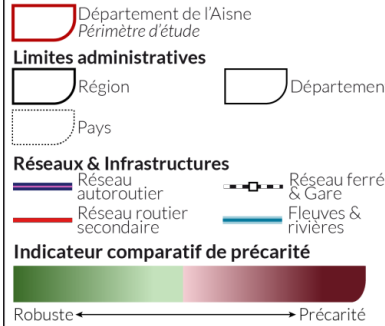 Département de l'Aisne
Périmètre d'étude
Limites administratives
Région
Départemen
Pays
Réseaux & Infrastructures
Réseau
autoroutier
Réseau ferré
& Gare
Réseau routier
secondaire
Fleuves &
rivières
Indicateur comparatif de précarité
Robuste
Précarité